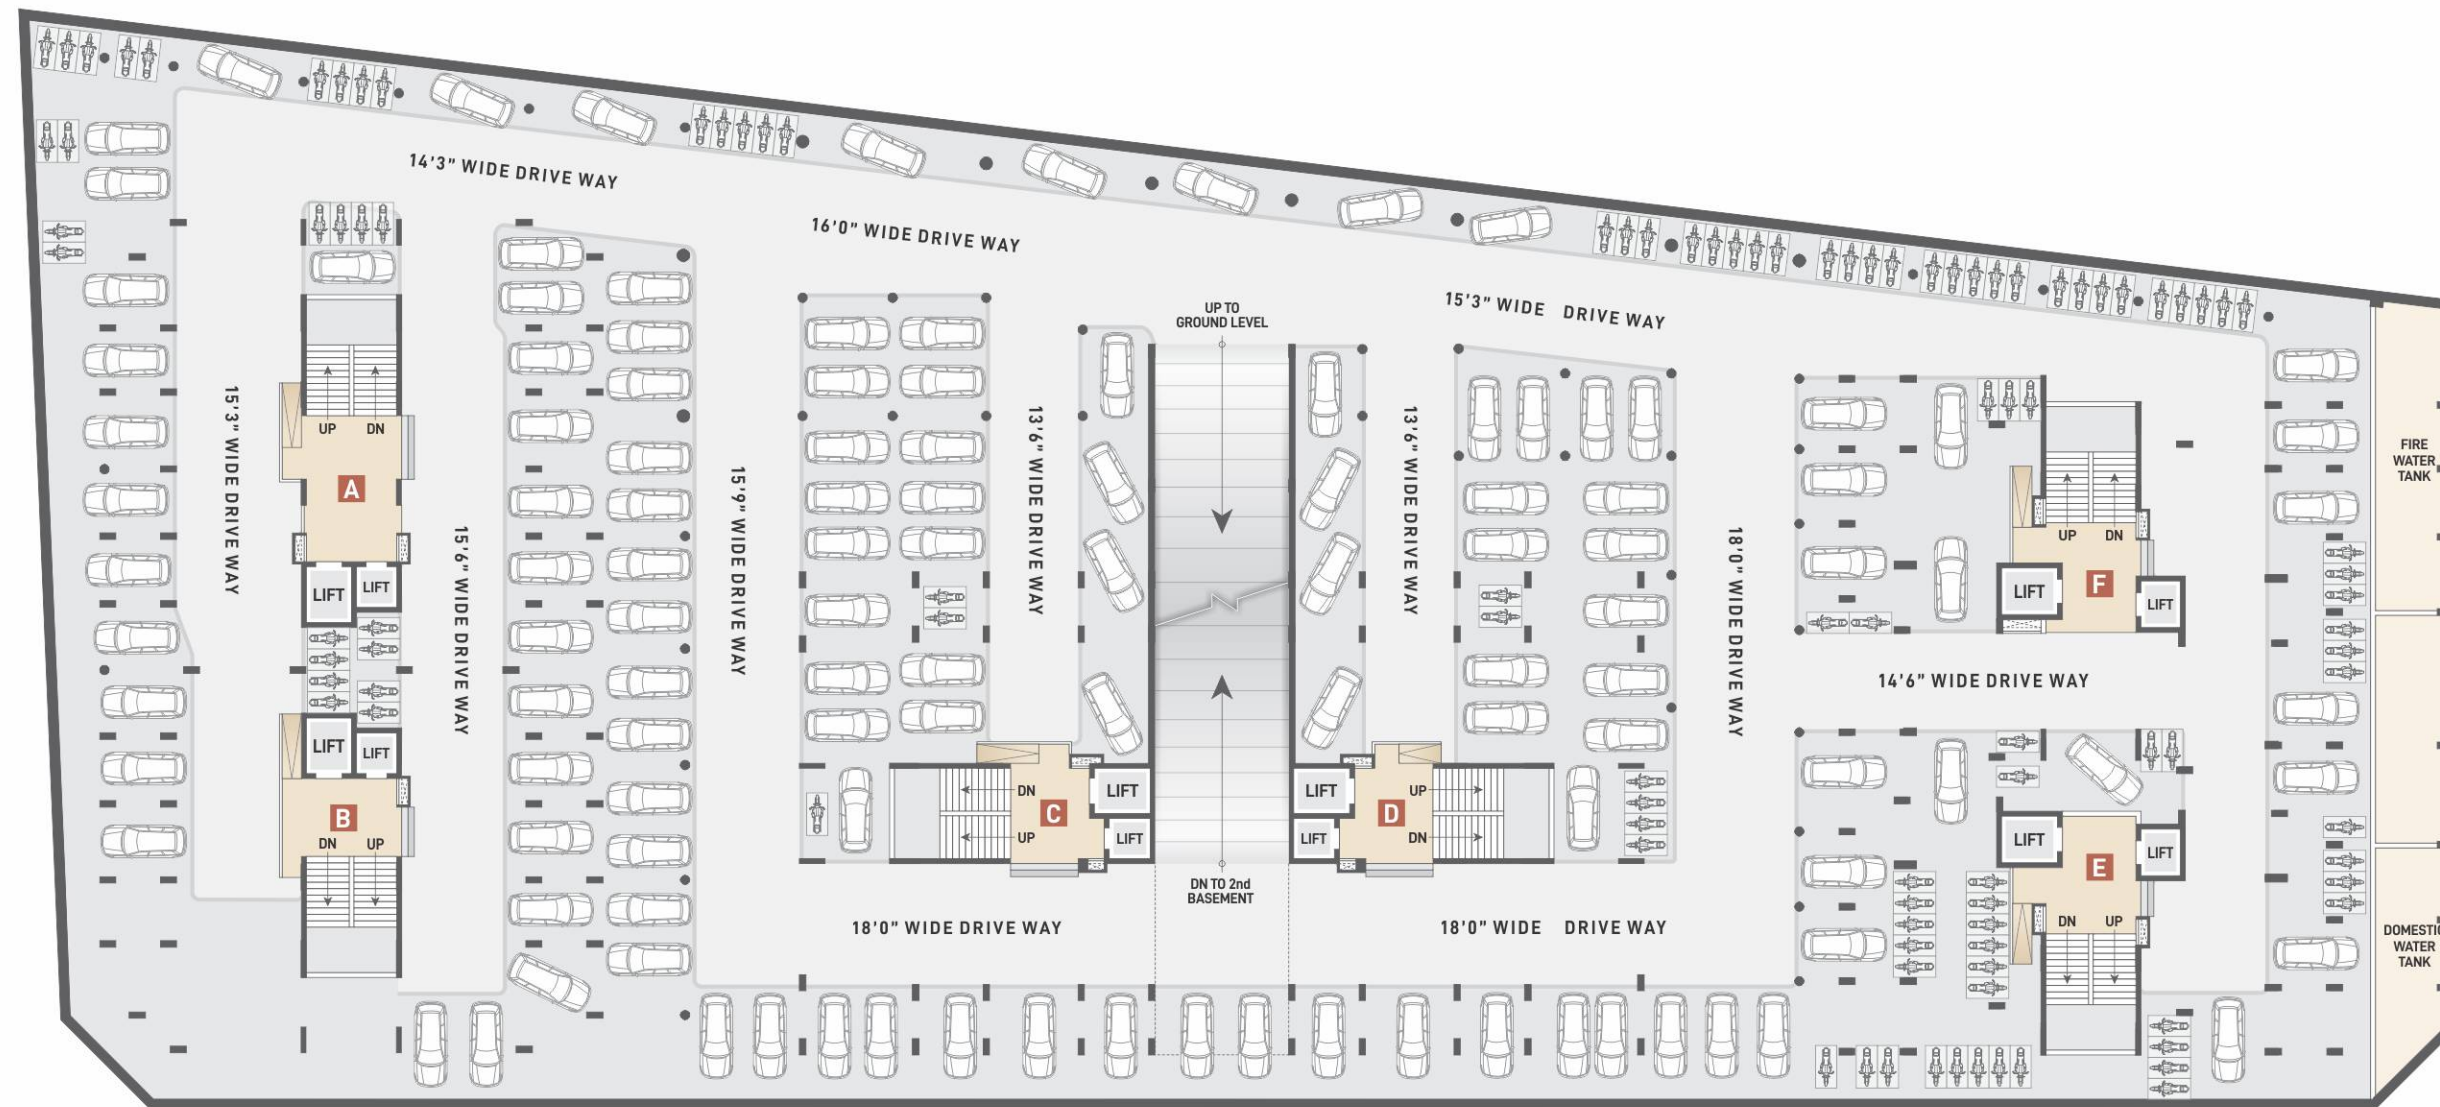 14'3" WIDE DRIVE WAY
16'0" WIDE DRIVE WAY
15'3" WIDE DRIVE WAY
UP TO
GROUND LEVEL
15'3" WIDE DRIVE WAY
UP DN
A
LIFT LIFT
15'6" WIDE DRIVE WAY
15'9" WIDE DRIVE WAY
13'6" WIDE DRIVE WAY
13'6" WIDE DRIVE WAY
18'0" WIDE DRIVE WAY
UP DN
F
LIFT
LIFT
FIRE
WATER
TANK
14'6" WIDE DRIVE WAY
LIFT LIFT
B
DN UP
DN
UP
C
LIFT
LIFT
LIFT
LIFT
D
UP
DN
LIFT
LIFT
E
DN UP
DN TO 2nd
BASEMENT
18'0" WIDE DRIVE WAY
18'0" WIDE DRIVE WAY
DOMESTIC
WATER
TANK